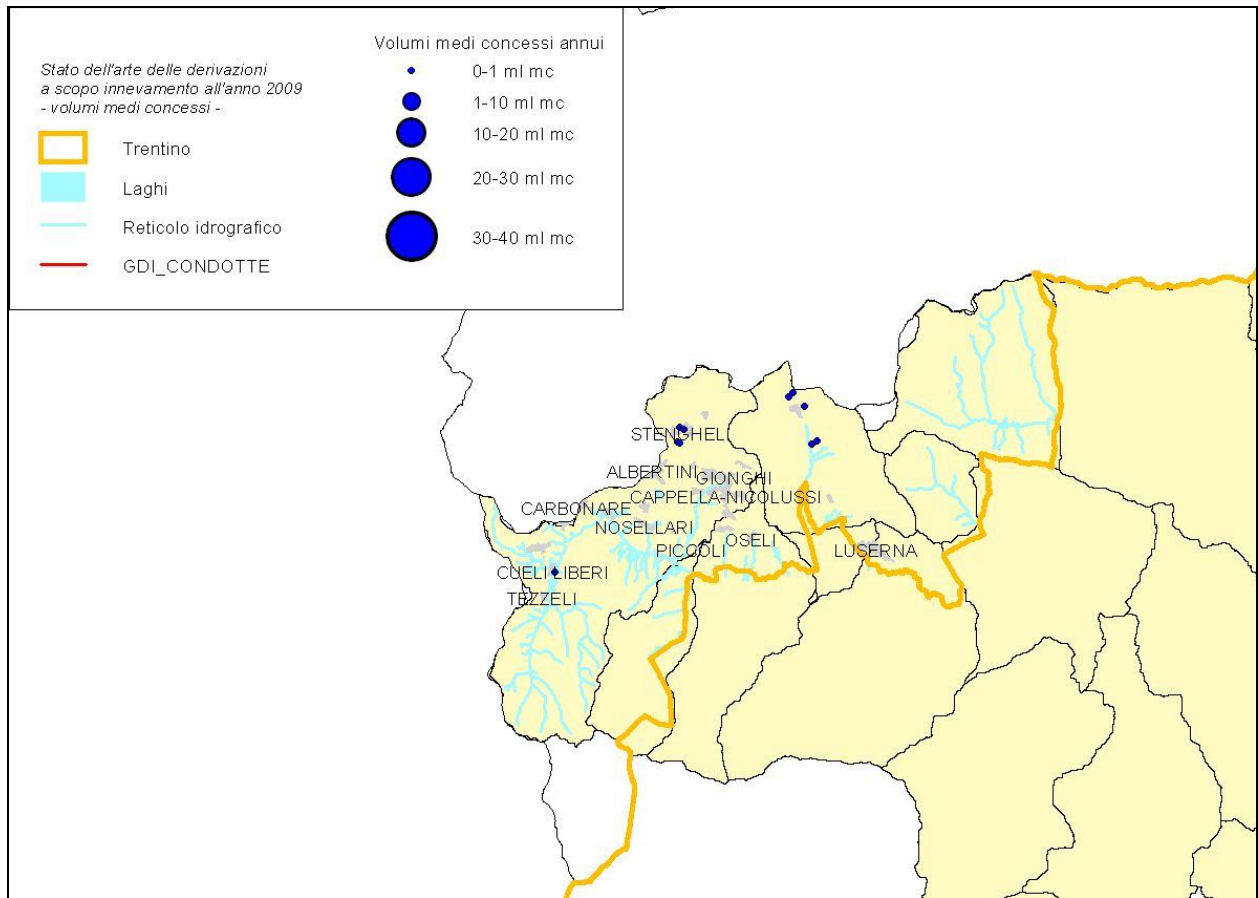 Stato dell'arte delle derivazioni
a scopo innevamento all'anno 2009
- volumi medi concessi -
Trentino
Laghi
Reticolo idrografico
GDI_CONDOTTE
Volumi medi concessi annui
0-1 ml mc
1-10 ml mc
10-20 ml mc
20-30 ml mc
30-40 ml mc
STENGHELI
ALBERTINI
GIONGHI
CAPPELLA-NICOLUSSI
CARBONARE
NOSELLARI
OSELI
PICCOLI
LUSERNA
CUELI LIBERI
TEZZELI